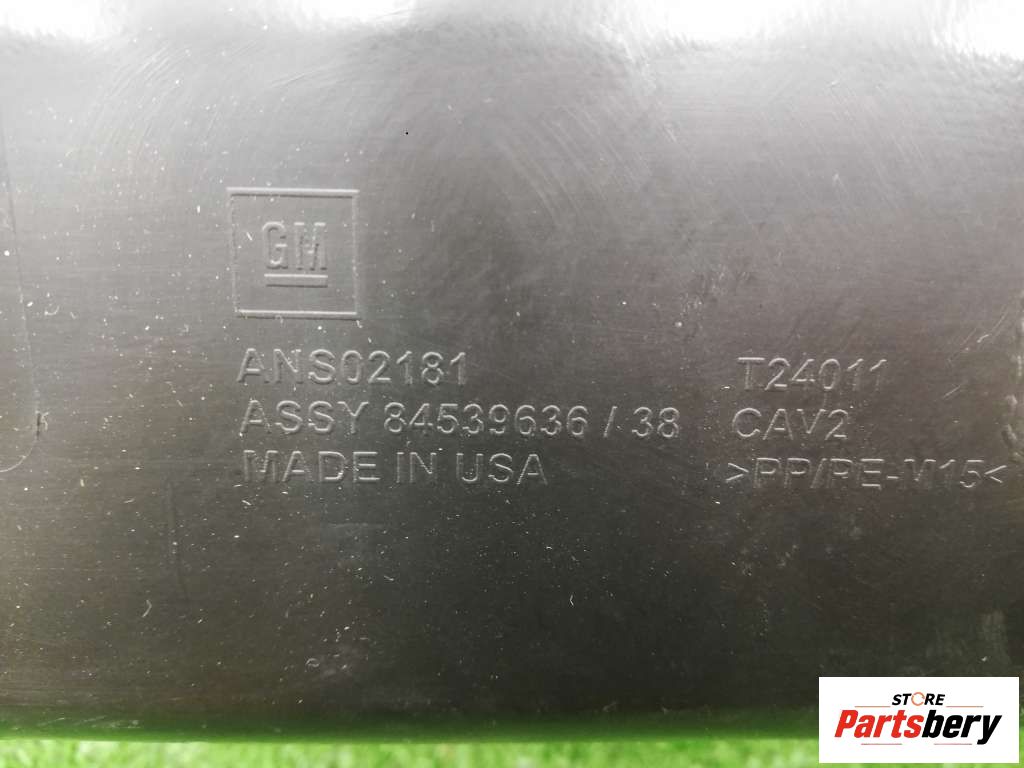 GM
ANS02181
ASSY 84539636 / 38
MADE IN USA
T24011
CAV2
>PP/PE-M15<
STORE
Partsbery